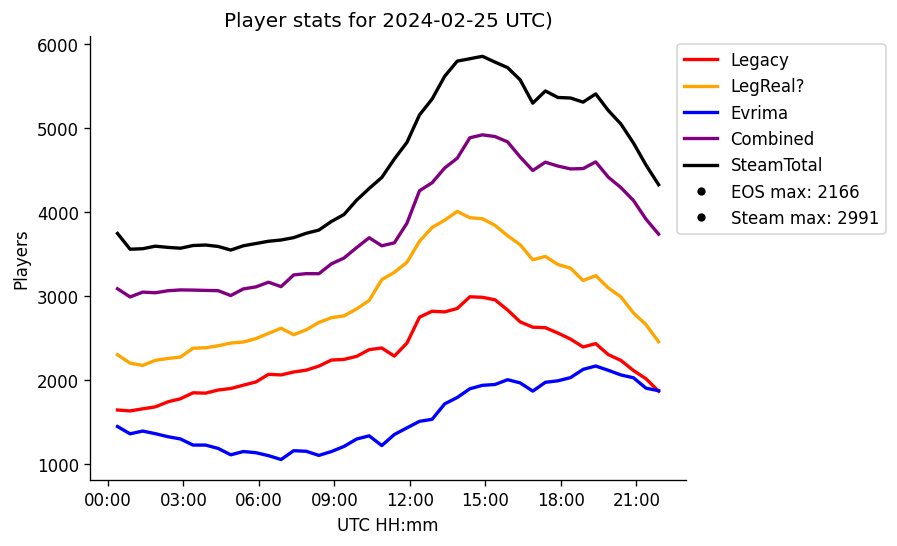 Player stats for 2024-02-25 UTC)
Legacy
LegReal?
Evrima
Combined
SteamTotal
EOS max: 2166
Steam max: 2991
Players
6000
5000
4000
3000
2000
1000
00:00 03:00 06:00 09:00 12:00 15:00 18:00 21:00
UTC HH:mm